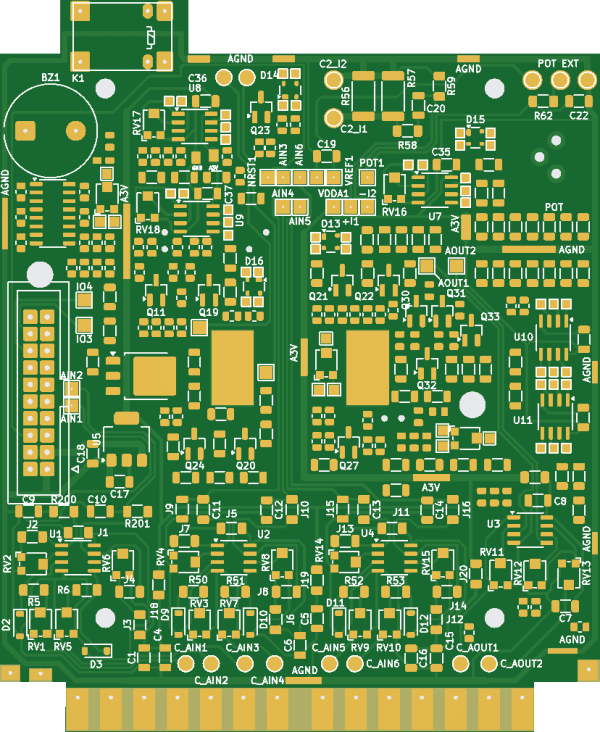 K1
BZ1
AGND
C36
U8
D14
C2_I2
R56
R57
R59
AGND
POT EXT
RV17
Q23
C2_I1
C20
R58
D15
R62
C22
AGND
A3V
NRST1
AIN3
AIN6
C19
VREF1
POT1
C35
C37
AIN4
VDDA1
-I2
RV16
U7
A3V
POT
RV18
U9
AIN5
D13
+I1
AOUT2
AGND
D16
IO4
Q11
Q19
Q21
Q22
AOUT1
Q30
Q31
Q33
IO3
U10
A3V
AGND
AIN2
Q32
AIN1
U11
C18
U5
Q24
Q20
Q27
C17
A3V
C9
R200
C10
R201
J9
C11
C12
J10
J15
C13
C14
J16
C8
J2
U1
J1
J7
J5
U2
J13
U4
J11
U3
AGND
RV2
RV6
RV4
RV8
RV14
RV15
J20
RV11
RV12
RV13
R5
R6
J4
J18
R50
R51
J8
J19
R52
R53
J14
D2
RV1
RV5
J3
D9
RV3
RV7
D10
J6
C5
D11
RV9
RV10
D12
J12
C7
D3
C1
C4
C_AIN1
C_AIN3
C6
C_AIN5
C_AIN6
C16
C15
C_AOUT1
C_AOUT2
AGND
C_AIN2
C_AIN4
AGND